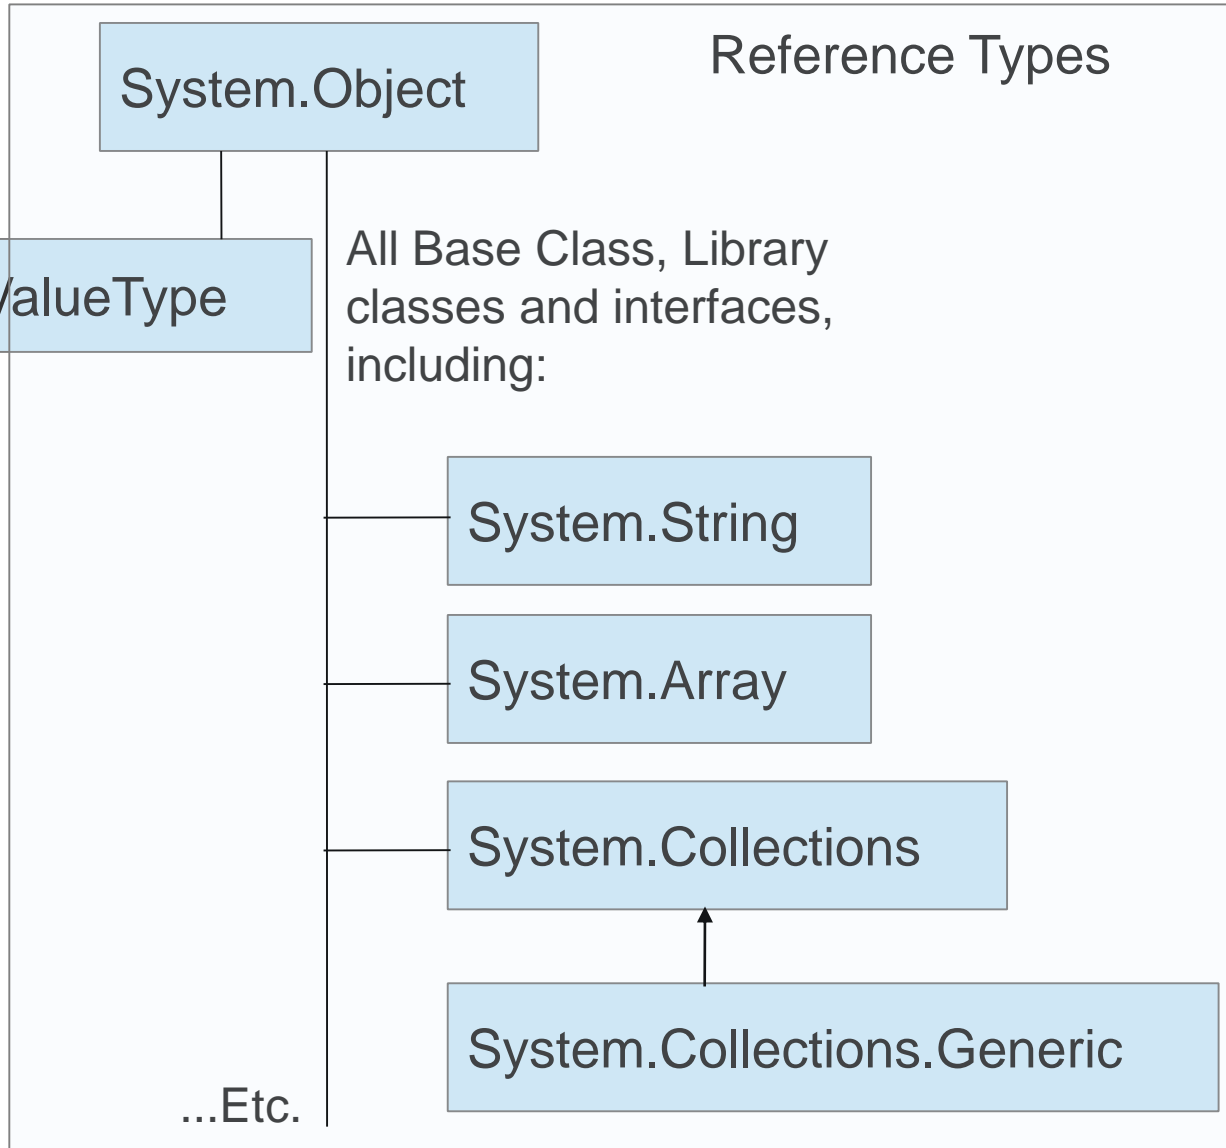 Reference Types
System.Object
ValueType
All Base Class, Library
classes and interfaces,
including:
System.String
System.Array
System.Collections
System.Collections.Generic
...Etc.